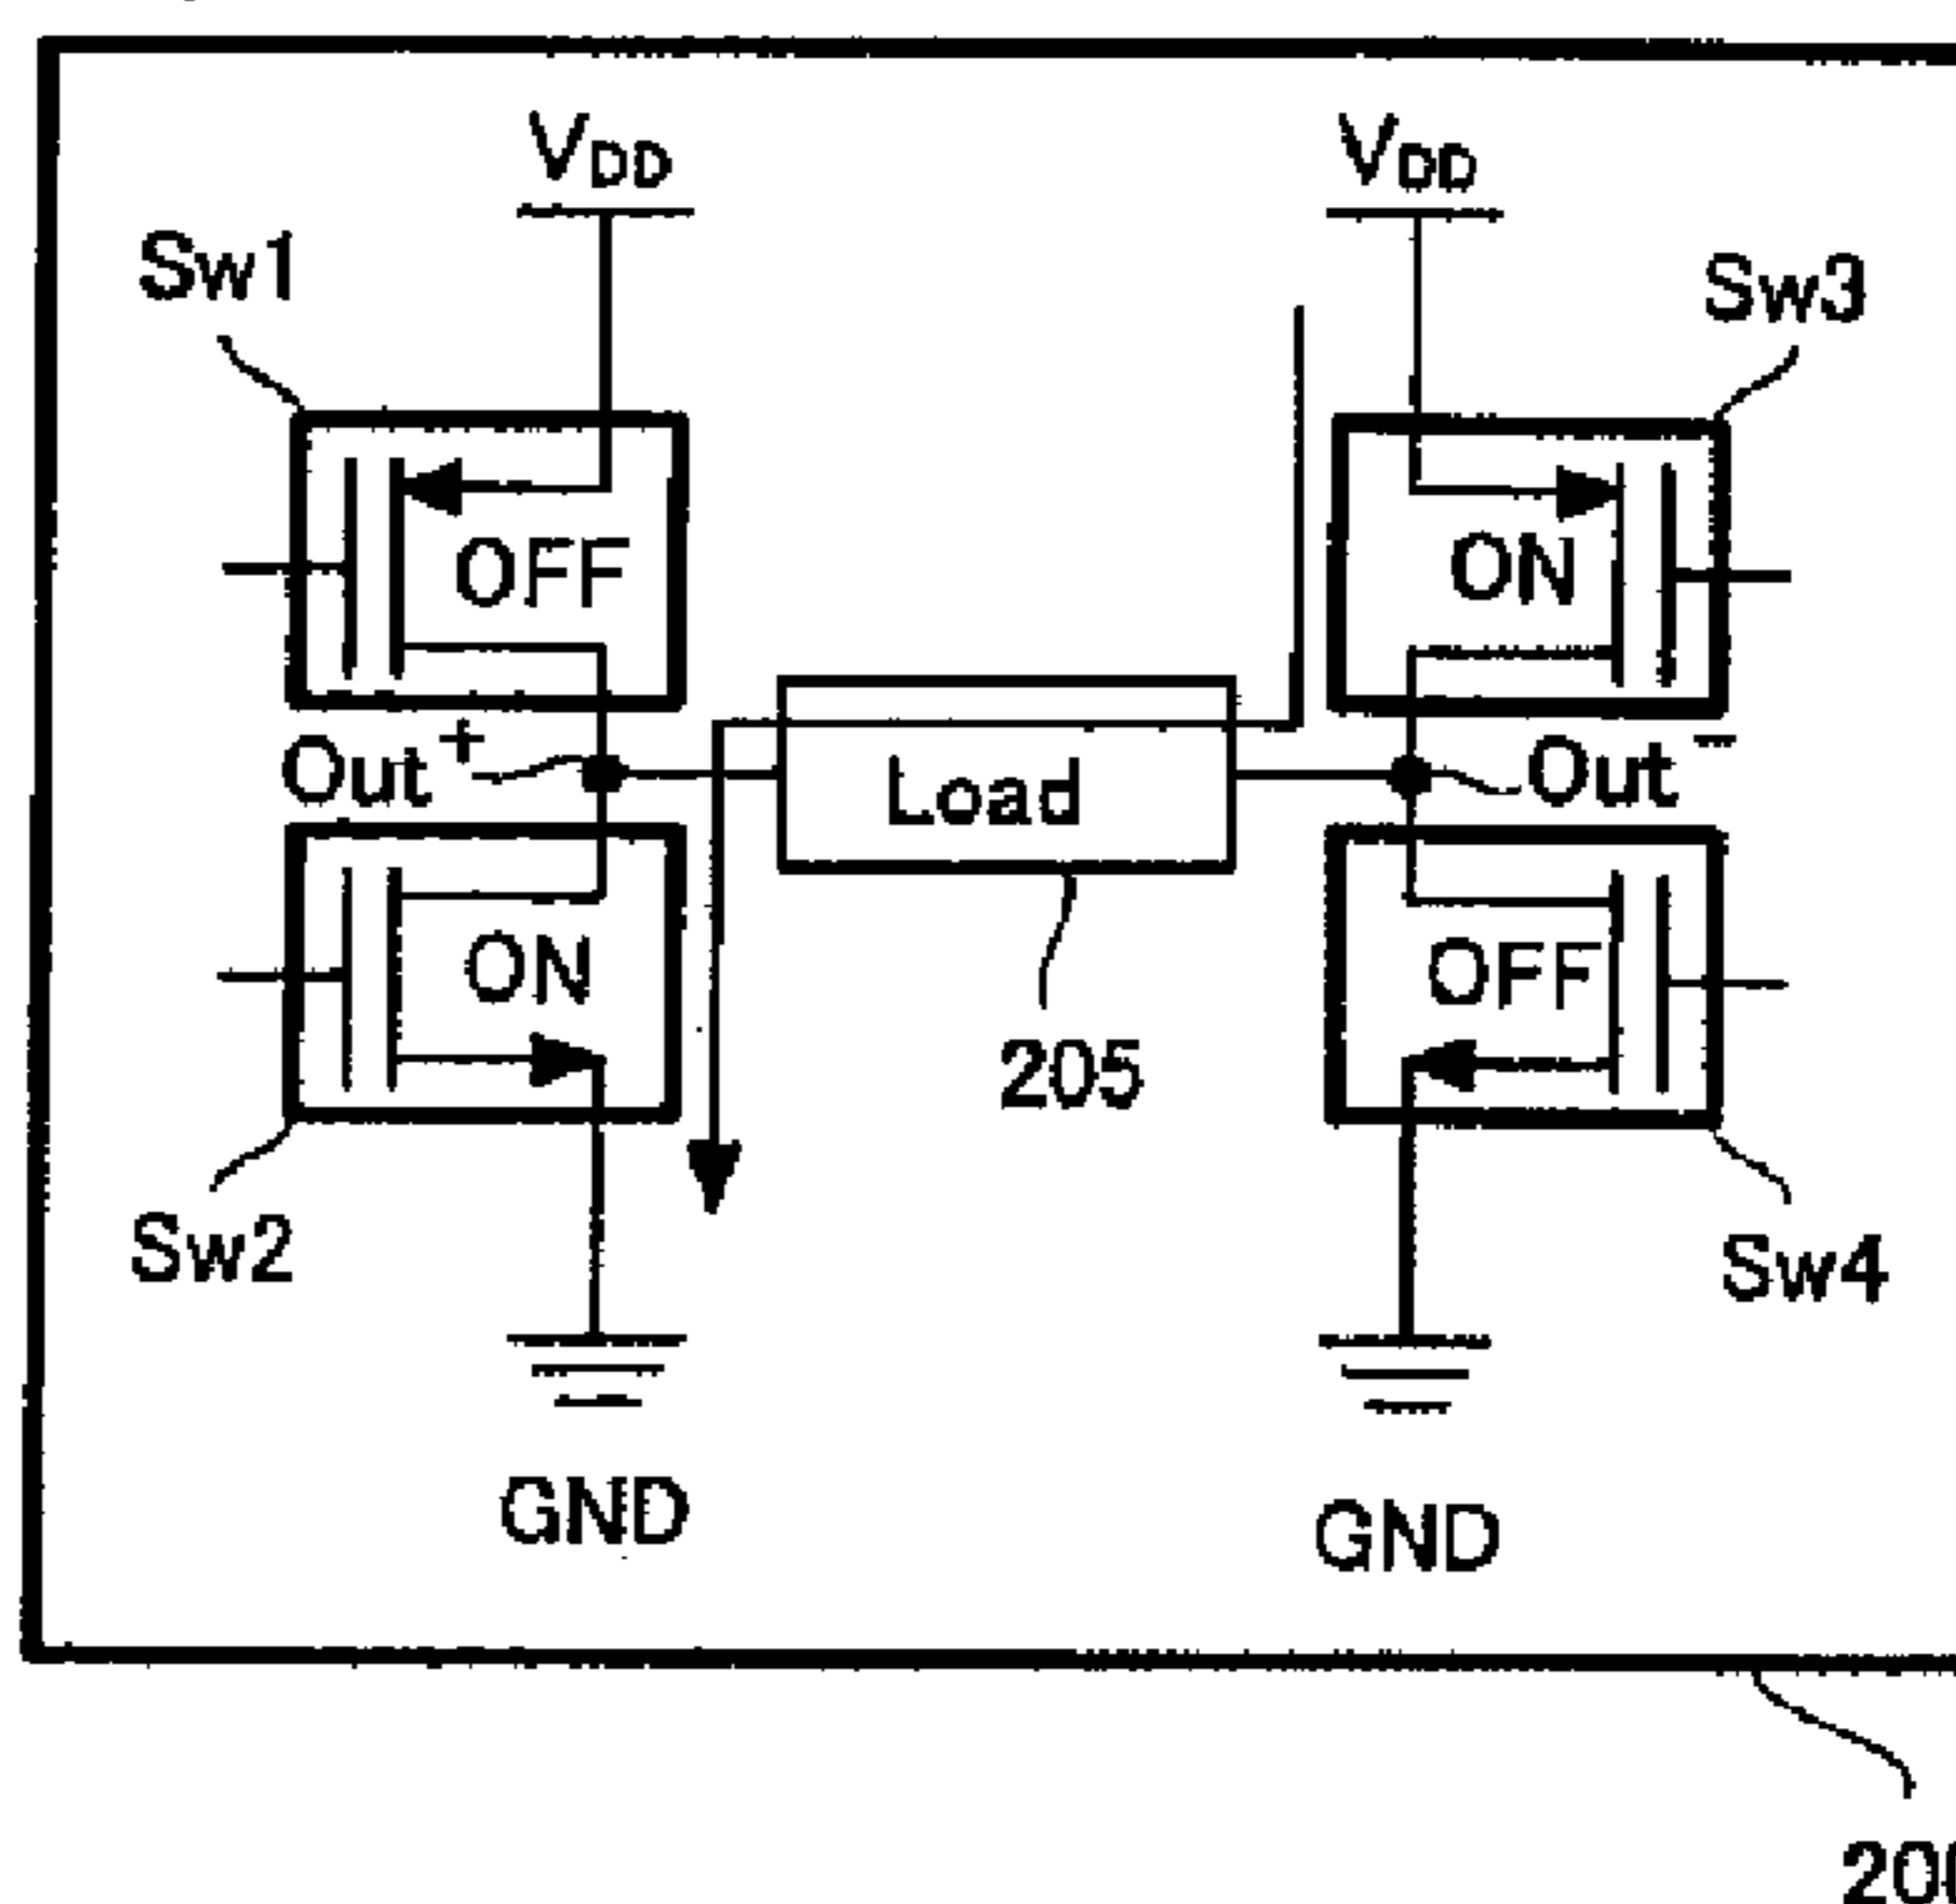 VDD
VDD
Sw1
Sw3
OFF
ON
Out+
Load
Out−
ON
OFF
205
Sw2
Sw4
GND
GND